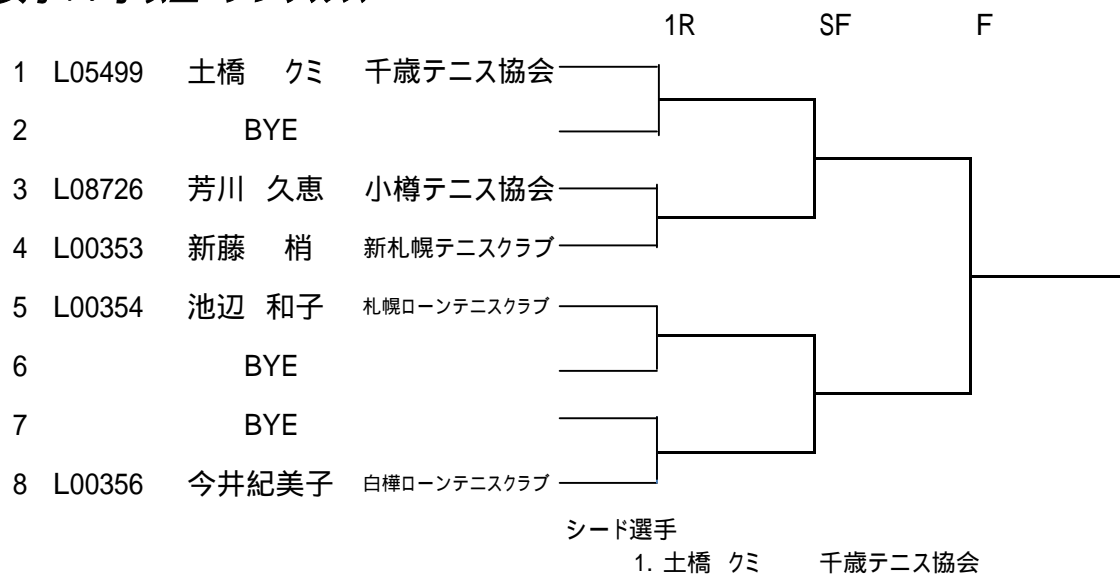 1R SF F
1 L05499 土橋 クミ 千歳テニス協会
2 BYE
3 L08726 芳川 久恵 小樽テニス協会
4 L00353 新藤 梢 新札幌テニスクラブ
5 L00354 池辺 和子 札幌ローンテニスクラブ
6 BYE
7 BYE
8 L00356 今井紀美子 白樺ローンテニスクラブ
シード選手
1. 土橋 クミ 千歳テニス協会